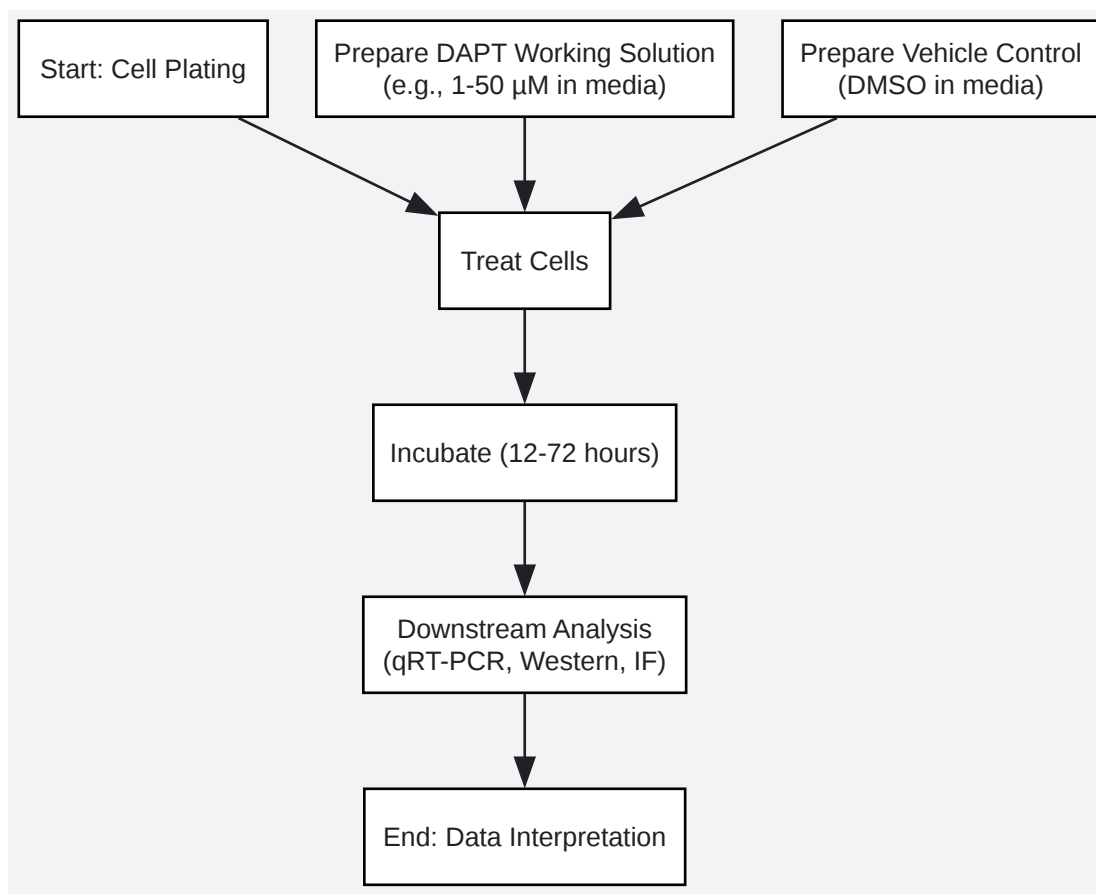 Start: Cell Plating
Prepare DAPT Working Solution
(e.g., 1-50 µM in media)
Prepare Vehicle Control
(DMSO in media)
Treat Cells
Incubate (12-72 hours)
Downstream Analysis
(qRT-PCR, Western, IF)
End: Data Interpretation